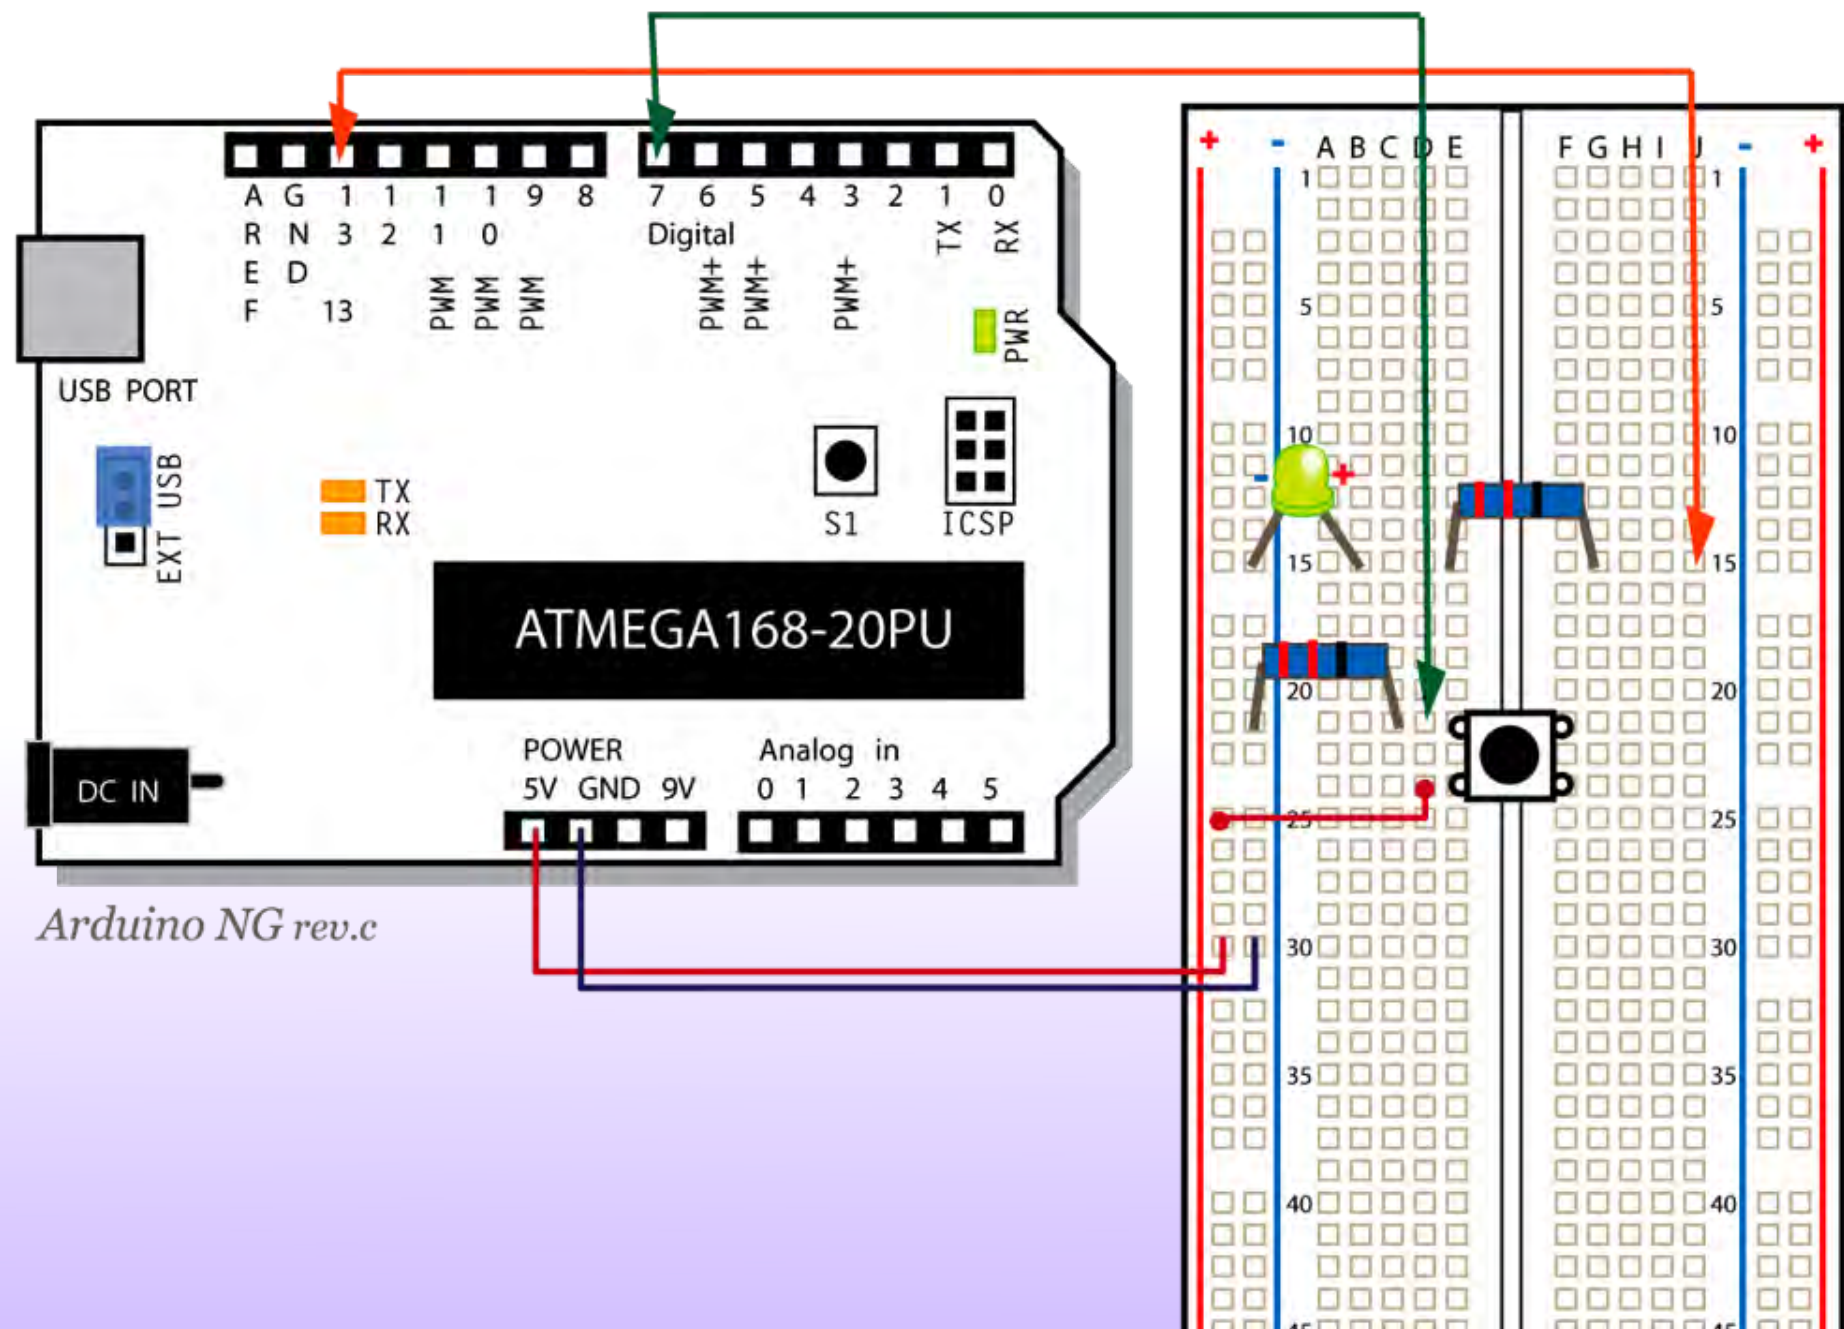 + - A B C D E F G H I J - +
A G 1 1 1 1 9 8 7 6 5 4 3 2 1 0
R N 3 2 1 0 Digital TX RX
E D
F 13 PWM PWM PWM PWM+ PWM+ PWM+
PWR
USB PORT
USB
EXT
TX
RX
S1
ICSP
ATMEGA168-20PU
POWER
5V GND 9V
Analog in
0 1 2 3 4 5
DC IN
Arduino NG rev.c
1 1
5 5
10 10
- +
15 15
20 20
25 25
30 30
35 35
40 40
45 45